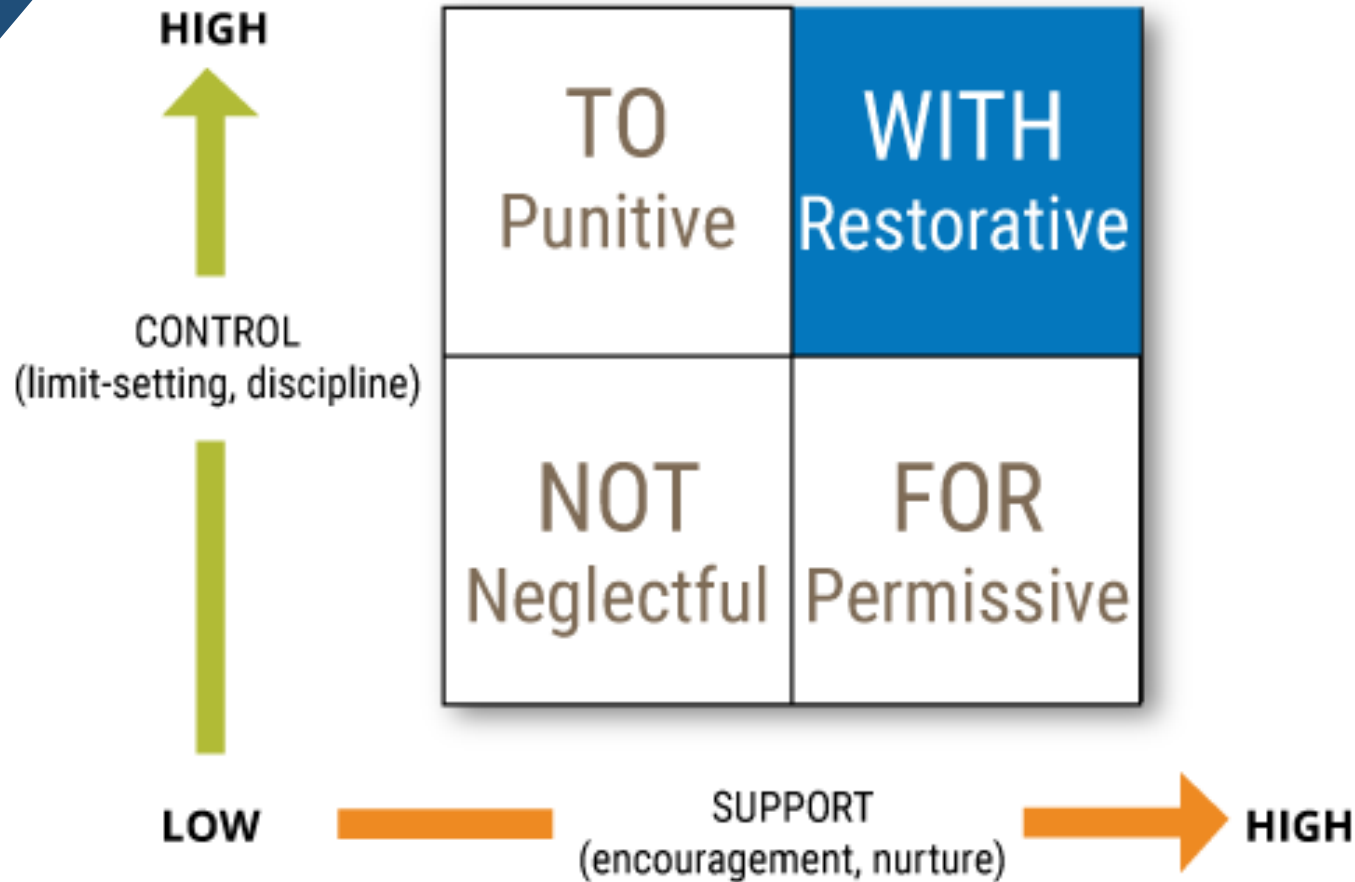 HIGH
TO
Punitive
WITH
Restorative
CONTROL
(limit-setting, discipline)
NOT
Neglectful
FOR
Permissive
LOW
SUPPORT
(encouragement, nurture)
HIGH